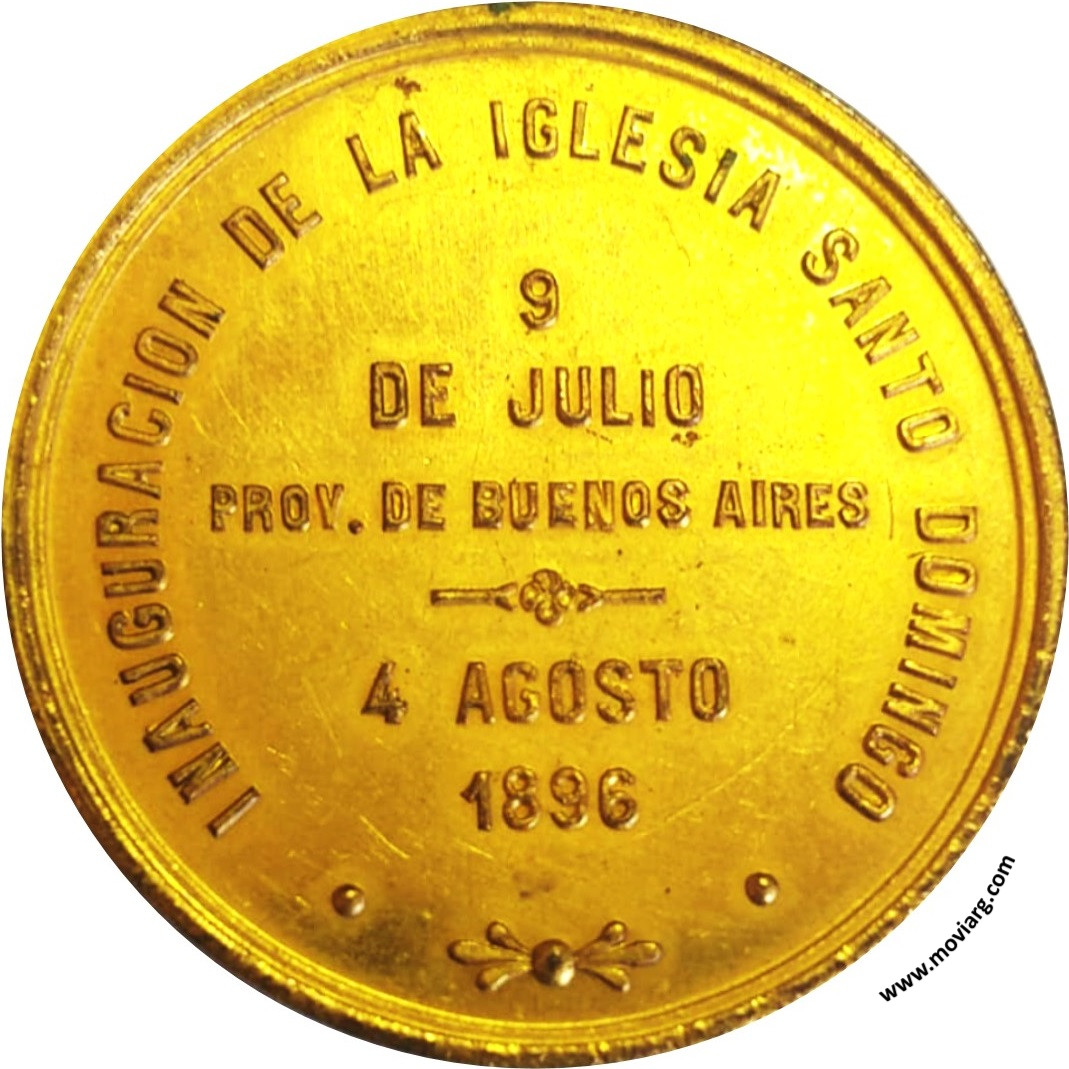 INAUGURACION DE LA IGLESIA SANTO DOMINGO
9
DE JULIO
PROV. DE BUENOS AIRES
4 AGOSTO
1896
www.moviarg.com